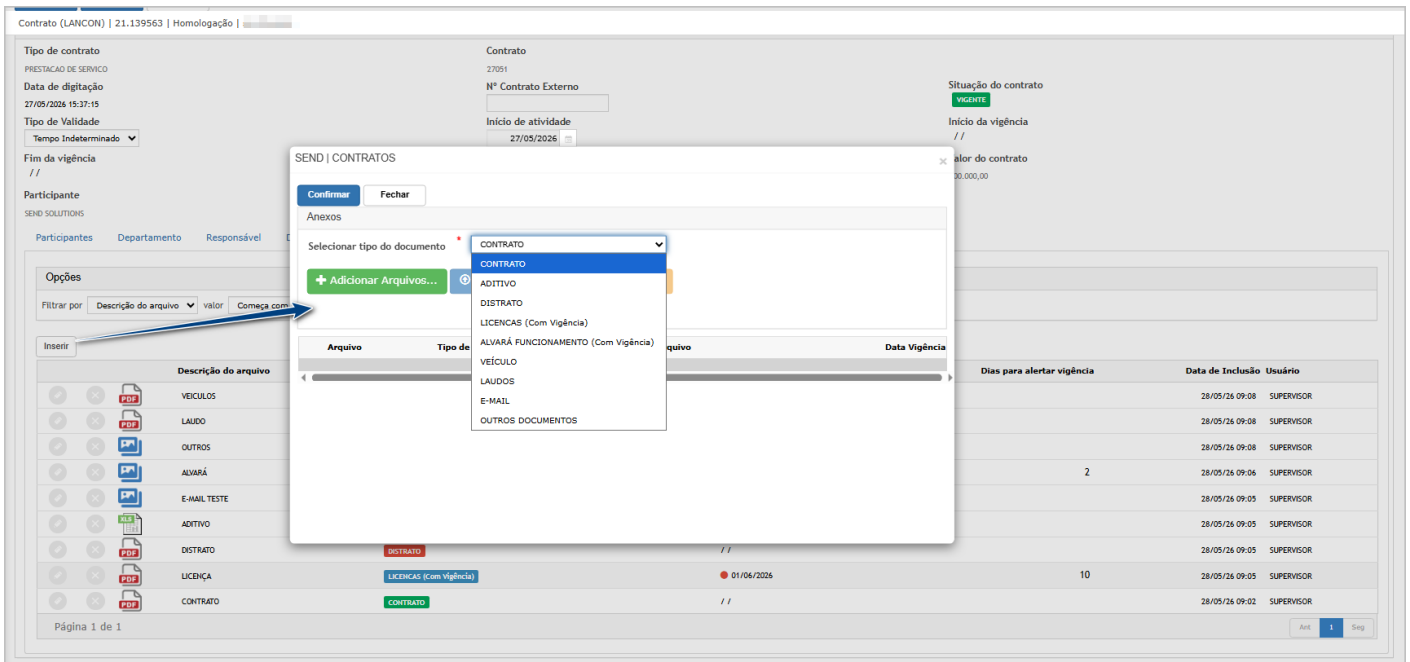 Contrato (LANCON) | 21.139563 | Homologação |
Tipo de contrato
Contrato
PRESTACAO DE SERVICO
27051
Data de digitação
Nº Contrato Externo
Situação do contrato
27/05/2026 15:37:15
VIGENTE
Tipo de Validade
Início de atividade
Início da vigência
Tempo Indeterminado
27/05/2026
/ /
Fim da vigência
alor do contrato
/ /
00.000,00
Participante
SEND SOLUTIONS
Participantes Departamento Responsável
SEND | CONTRATOS
×
Confirmar Fechar
Anexos
Selecionar tipo do documento * CONTRATO
CONTRATO
ADITIVO
DISTRATO
LICENCAS (Com Vigência)
ALVARÁ FUNCIONAMENTO (Com Vigência)
VEÍCULO
LAUDOS
E-MAIL
OUTROS DOCUMENTOS
+ Adicionar Arquivos...
Arquivo Tipo de quivo Data Vigência
Opções
Filtrar por Descrição do arquivo valor Começa com
Inserir
Descrição do arquivo Dias para alertar vigência Data de Inclusão Usuário
PDF VEICULOS 28/05/26 09:08 SUPERVISOR
PDF LAUDO 28/05/26 09:08 SUPERVISOR
OUTROS 28/05/26 09:08 SUPERVISOR
ALVARÁ 2 28/05/26 09:06 SUPERVISOR
E-MAIL TESTE 28/05/26 09:05 SUPERVISOR
XLS ADITIVO 28/05/26 09:05 SUPERVISOR
PDF DISTRATO DISTRATO / / 28/05/26 09:05 SUPERVISOR
PDF LICENÇA LICENCAS (Com Vigência) 01/06/2026 10 28/05/26 09:05 SUPERVISOR
PDF CONTRATO CONTRATO / / 28/05/26 09:02 SUPERVISOR
Página 1 de 1
Ant 1 Seg